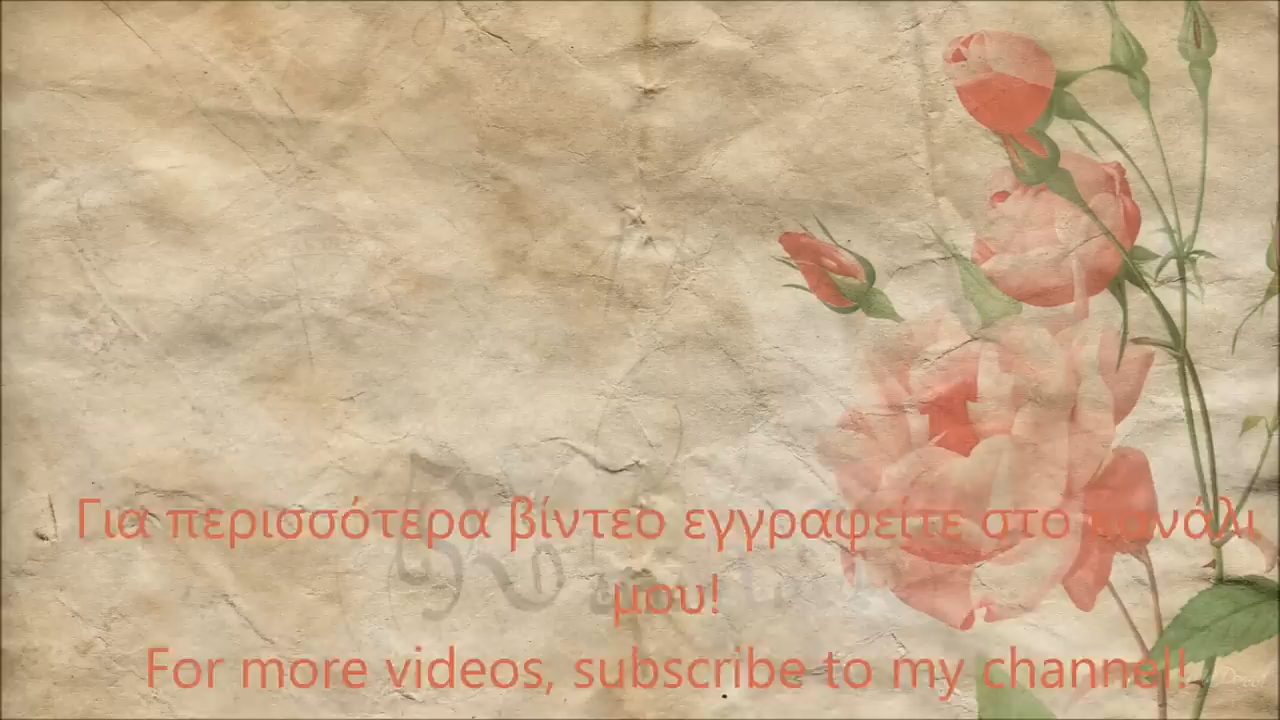 Για περισσότερα βίντεο εγγραφείτε στο κανάλι
μου!
For more videos, subscribe to my channel!